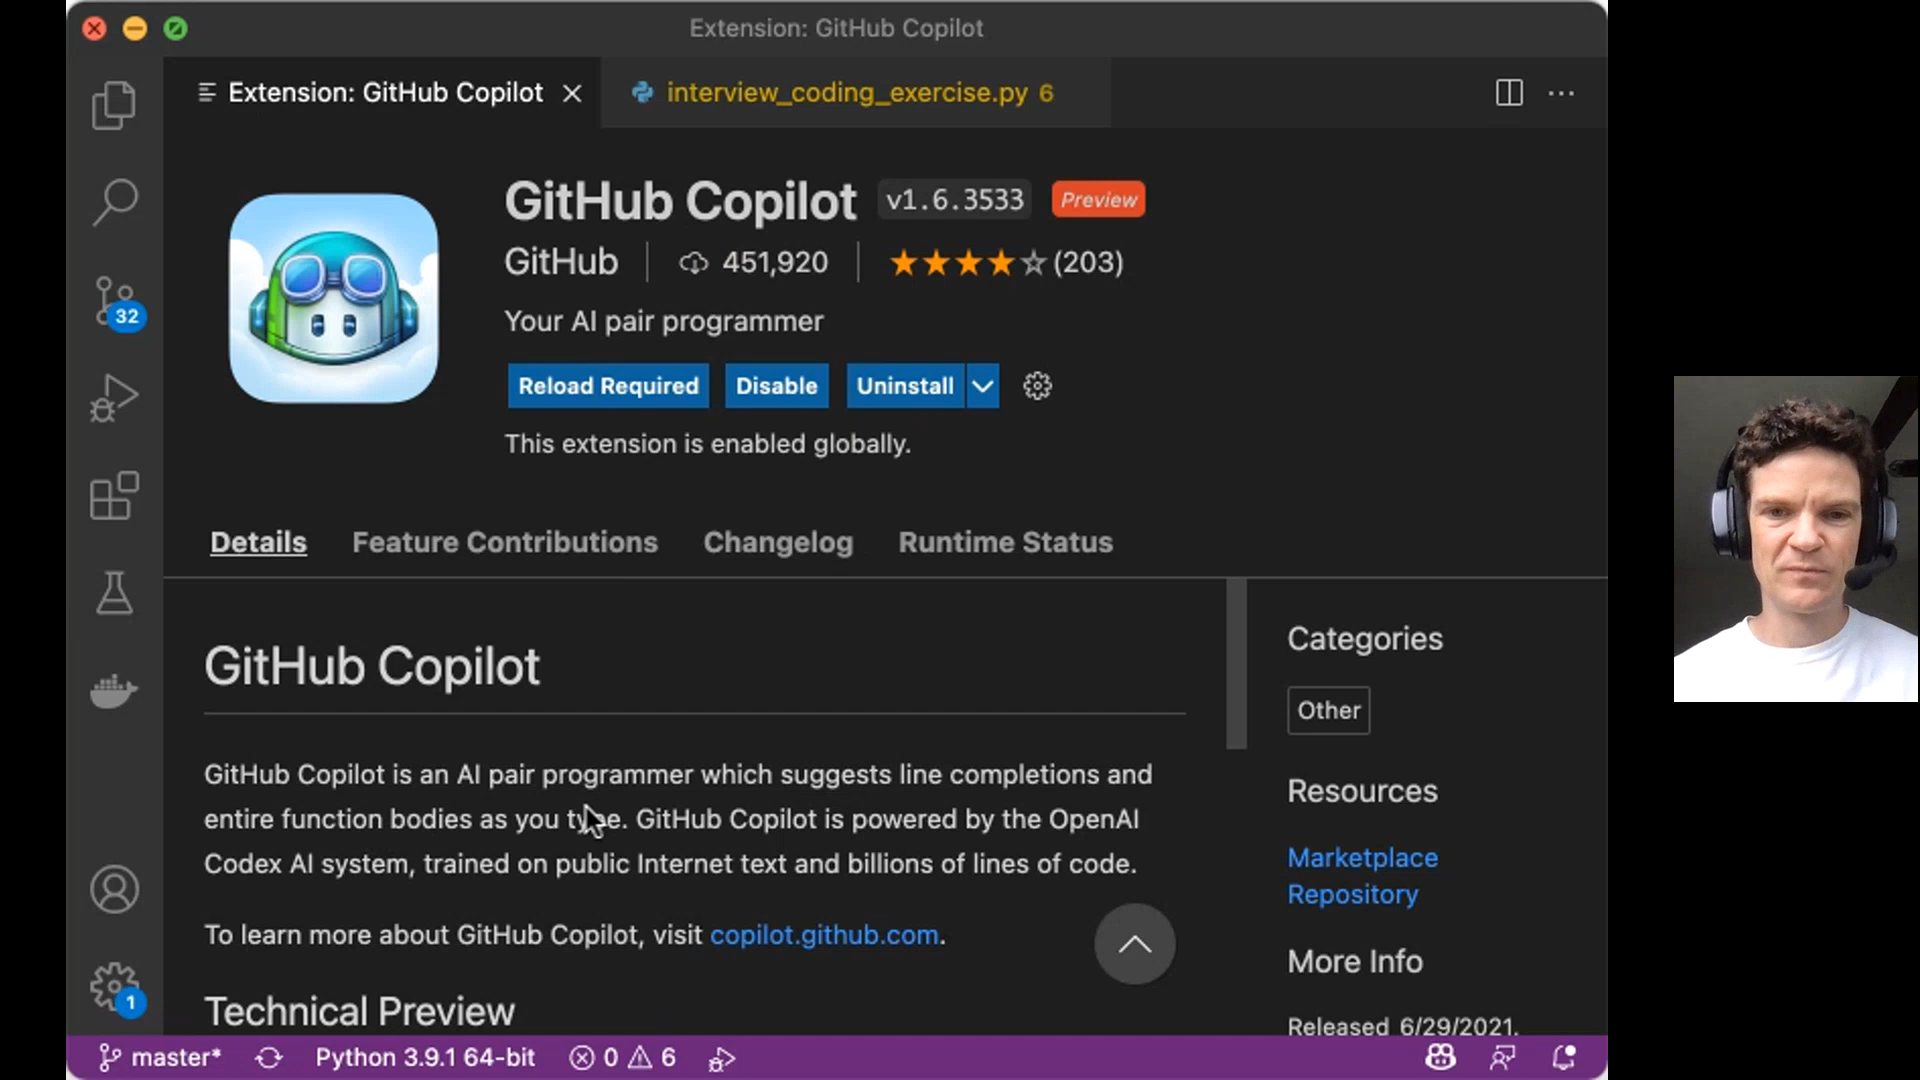 Extension: GitHub Copilot
Extension: GitHub Copilot
interview_coding_exercise.py 6
GitHub Copilot v1.6.3533 Preview
GitHub 451,920 (203)
Your AI pair programmer
Reload Required Disable Uninstall
This extension is enabled globally.
32
Details Feature Contributions Changelog Runtime Status
GitHub Copilot
GitHub Copilot is an AI pair programmer which suggests line completions and
entire function bodies as you type. GitHub Copilot is powered by the OpenAI
Codex AI system, trained on public Internet text and billions of lines of code.
To learn more about GitHub Copilot, visit copilot.github.com.
Technical Preview
Categories
Other
Resources
Marketplace
Repository
More Info
Released 6/29/2021,
1
master* Python 3.9.1 64-bit 0 6